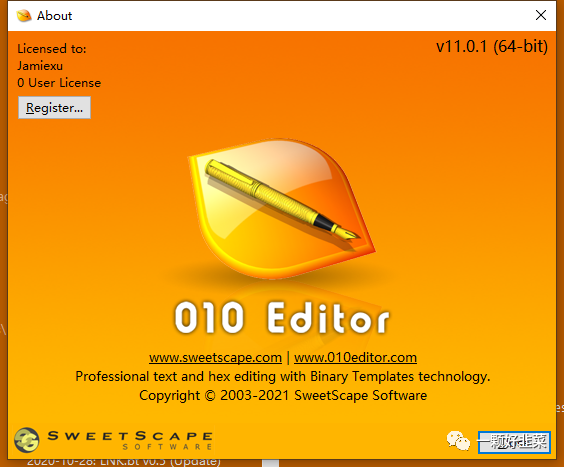 About
Licensed to:
Jamiexu
0 User License
Register...
v11.0.1 (64-bit)
010 Editor
www.sweetscape.com | www.010editor.com
Professional text and hex editing with Binary Templates technology.
Copyright © 2003-2021 SweetScape Software
SWEETSCAPE
SOFTWARE
一颗好韭菜
2020-10-28: LNK.bt v0.5 (Update)